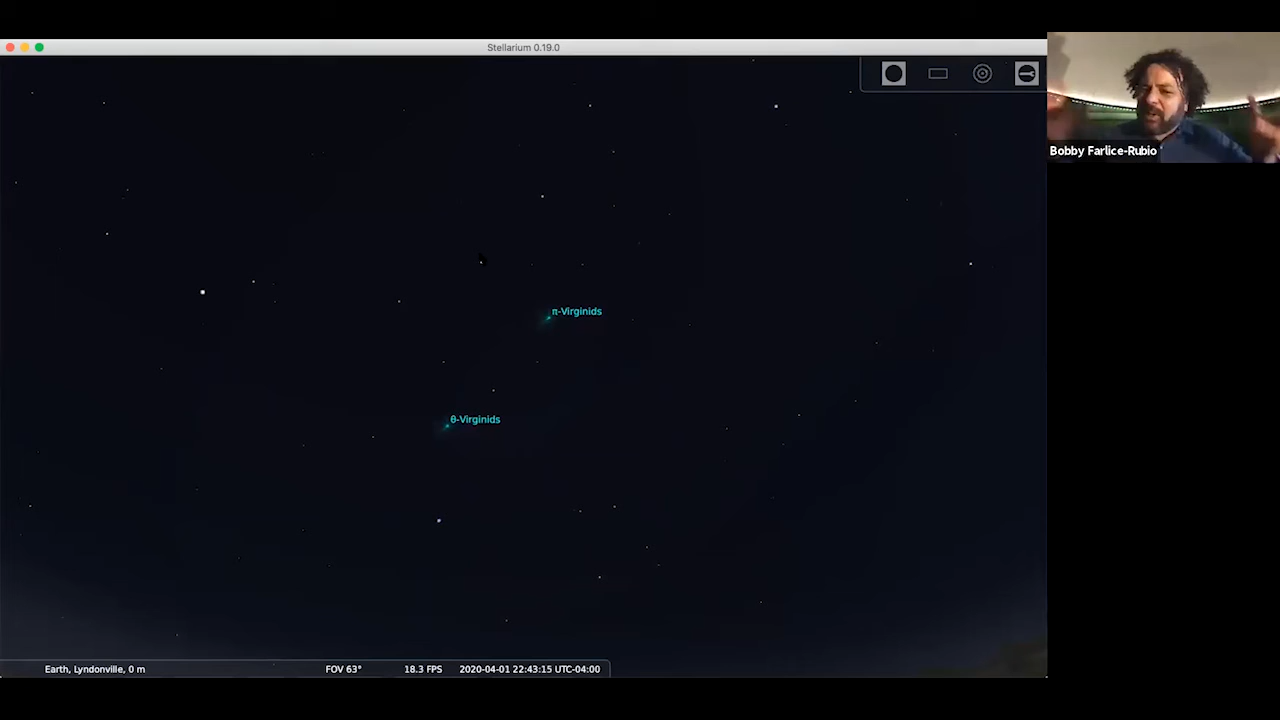 Stellarium 0.19.0
Bobby Farlice-Rubio
π-Virginids
θ-Virginids
Earth, Lyndonville, 0 m FOV 63° 18.3 FPS 2020-04-01 22:43:15 UTC-04:00